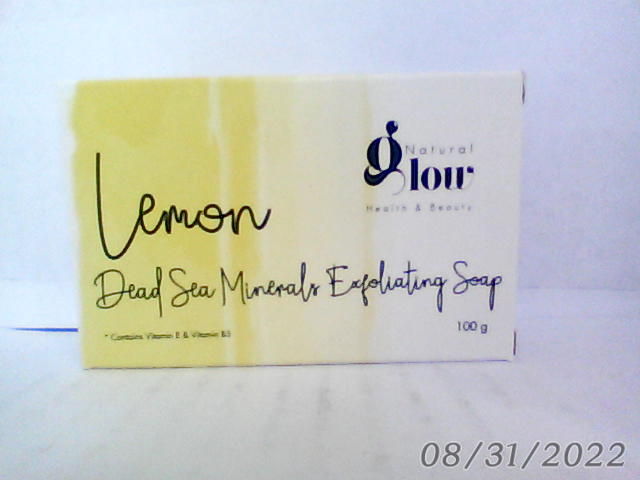 Natural
glow
Health & Beauty
Lemon
Dead Sea Minerals Exfoliating Soap
100 g
* Contains Vitamin E & Vitamin B5
08/31/2022